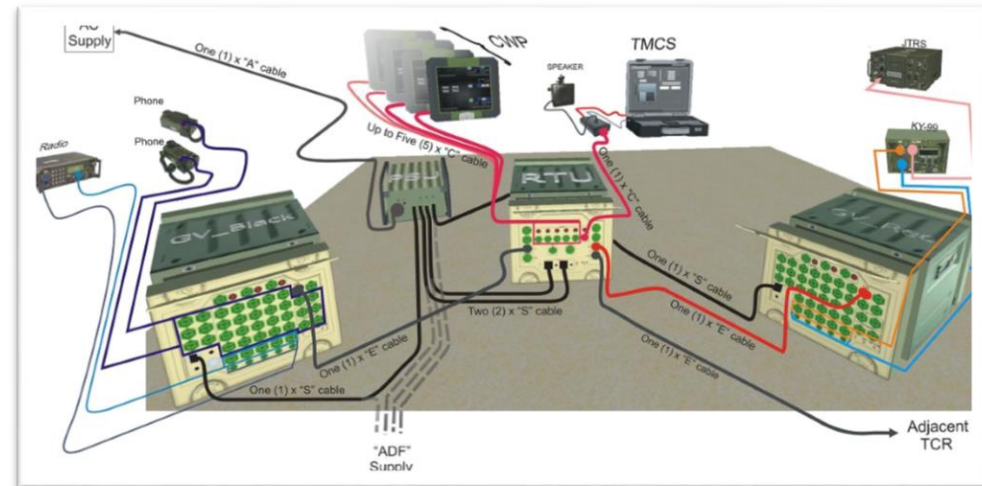 AC
Supply
One (1) x "A" cable
CWP
TMCS
SPEAKER
JTRS
Phone
Phone
Radio
Up to Five (5) x "C" cable
One (1) x "C" cable
KY-99
PSU
RTU
GV_Black
One (1) x "S" cable
Two (2) x "S" cable
One (1) x "E" cable
One (1) x "E" cable
One (1) x "E" cable
One (1) x "S" cable
"ADF"
Supply
Adjacent
TCR